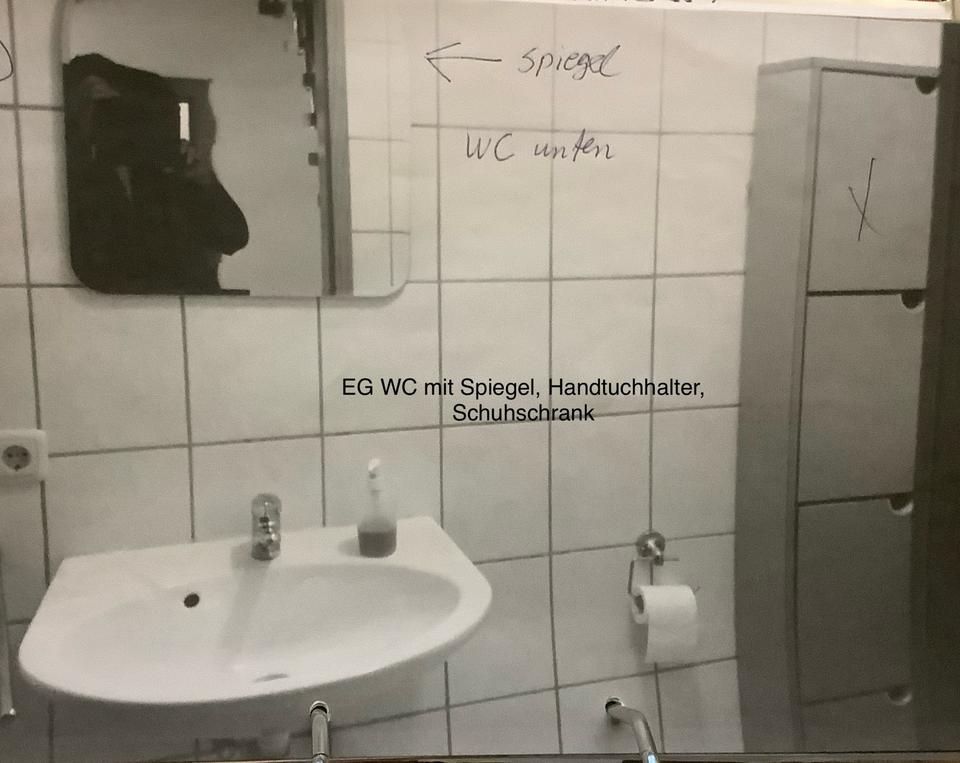 ← Spiegel
WC unten
X
EG WC mit Spiegel, Handtuchhalter,
Schuhschrank